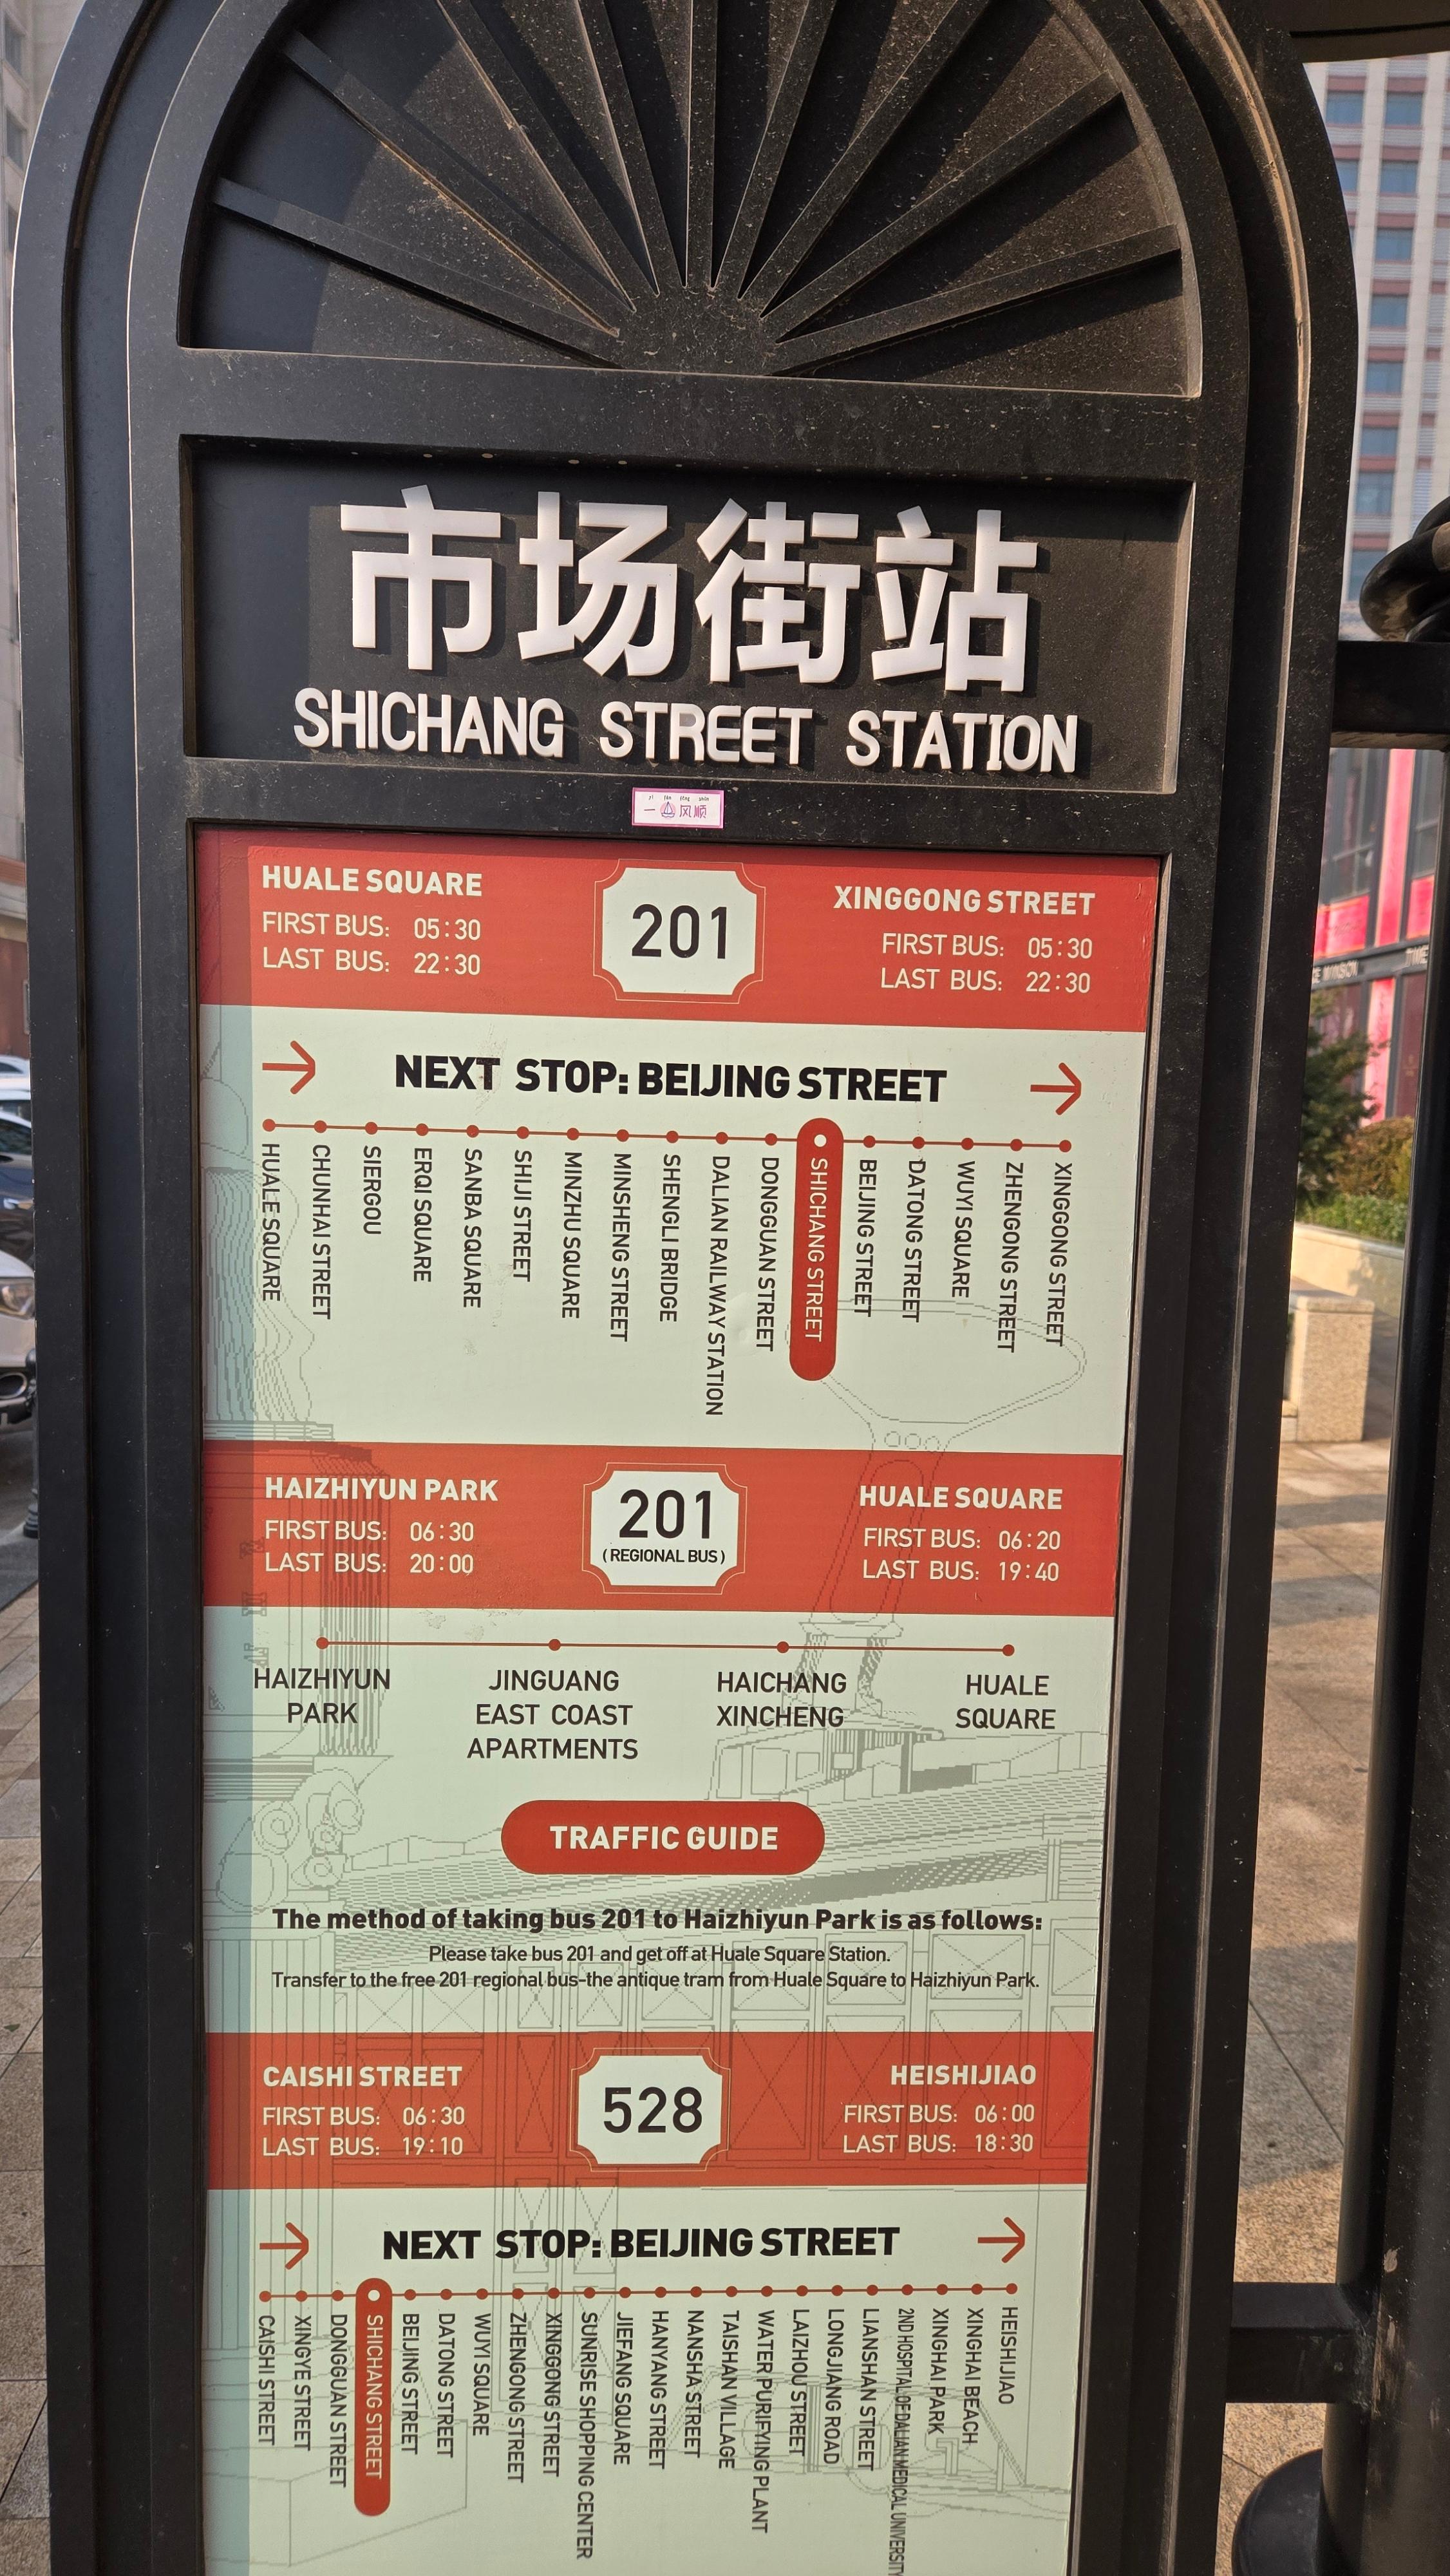 市场街站
SHICHANG STREET STATION
yì fān fēng shùn
一 风顺
HUALE SQUARE
FIRST BUS: 05:30
LAST BUS: 22:30
201
XINGGONG STREET
FIRST BUS: 05:30
LAST BUS: 22:30
NEXT STOP: BEIJING STREET
HUALE SQUARE
CHUNHAI STREET
SIERGOU
ERQI SQUARE
SANBA SQUARE
SHIJI STREET
MINZHU SQUARE
MINSHENG STREET
SHENGLI BRIDGE
DALIAN RAILWAY STATION
DONGGUAN STREET
SHICHANG STREET
BEIJING STREET
DATONG STREET
WUYI SQUARE
ZHENGONG STREET
XINGGONG STREET
HAIZHIYUN PARK
FIRST BUS: 06:30
LAST BUS: 20:00
201
(REGIONAL BUS)
HUALE SQUARE
FIRST BUS: 06:20
LAST BUS: 19:40
HAIZHIYUN
PARK
JINGUANG
EAST COAST
APARTMENTS
HAICHANG
XINCHENG
HUALE
SQUARE
TRAFFIC GUIDE
The method of taking bus 201 to Haizhiyun Park is as follows:
Please take bus 201 and get off at Huale Square Station.
Transfer to the free 201 regional bus-the antique tram from Huale Square to Haizhiyun Park.
CAISHI STREET
FIRST BUS: 06:30
LAST BUS: 19:10
528
HEISHIJIAO
FIRST BUS: 06:00
LAST BUS: 18:30
NEXT STOP: BEIJING STREET
CAISHI STREET
XINGYE STREET
DONGGUAN STREET
SHICHANG STREET
BEIJING STREET
DATONG STREET
WUYI SQUARE
ZHENGONG STREET
XINGGONG STREET
SUNRISE SHOPPING CENTER
JIEFANG SQUARE
HANYANG STREET
NANSHA STREET
TAISHAN VILLAGE
WATER PURIFYING PLANT
LAIZHOU STREET
LONGJIANG ROAD
LIANSHAN STREET
2ND HOSPITAL OF DALIAN MEDICAL UNIVERSITY
XINGHAI PARK
XINGHAI BEACH
HEISHIJIAO